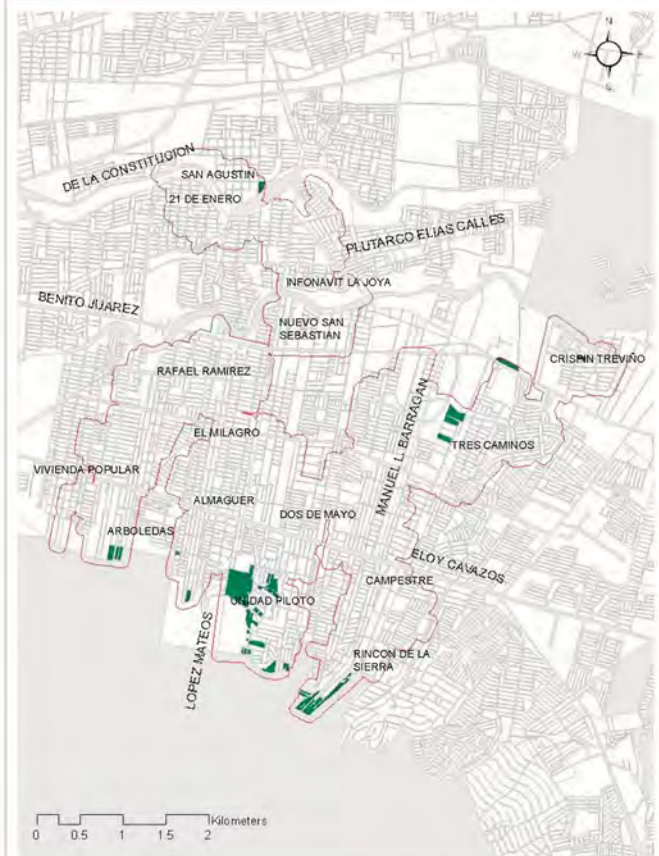 N
W E
S
DE LA CONSTITUCION
SAN AGUSTIN
21 DE ENERO
PLUTARCO ELIAS CALLES
INFONAVIT LA JOYA
BENITO JUAREZ
NUEVO SAN
SEBASTIAN
CRISPIN TREVIÑO
RAFAEL RAMIREZ
MANUEL L. BARRAGAN
EL MILAGRO
TRES CAMINOS
VIVIENDA POPULAR
ALMAGUER
DOS DE MAYO
ARBOLEDAS
ELOY CAVAZOS
CAMPESTRE
UNIDAD PILOTO
LOPEZ MATEOS
RINCON DE LA
SIERRA
Kilometers
0 0.5 1 1.5 2